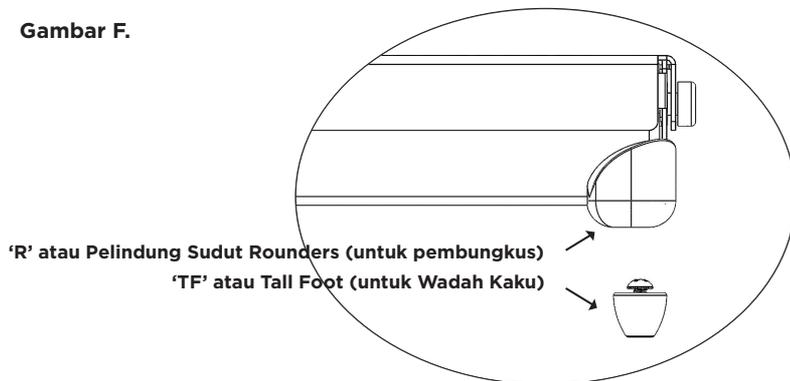 Gambar F.
‘R’ atau Pelindung Sudut Rounders (untuk pembungkus)
‘TF’ atau Tall Foot (untuk Wadah Kaku)